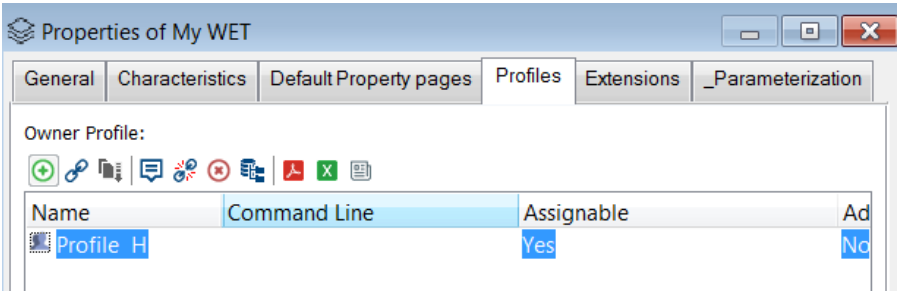 Properties of My WET
General Characteristics Default Property pages Profiles Extensions _Parameterization
Owner Profile:
Name Command Line Assignable Ad
Profile H Yes No